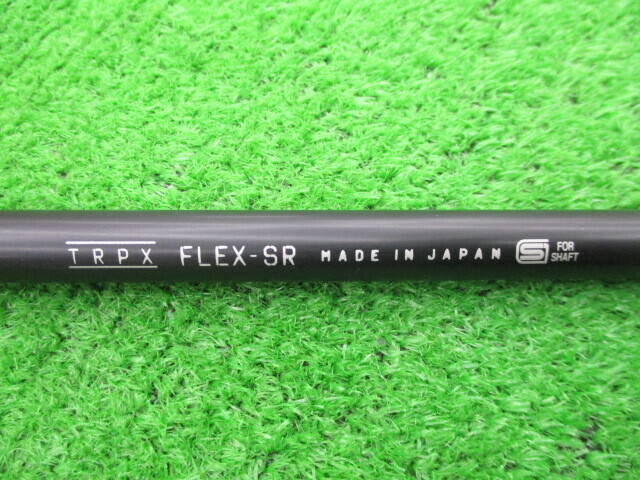 TRPX FLEX-SR MADE IN JAPAN S FOR
SHAFT